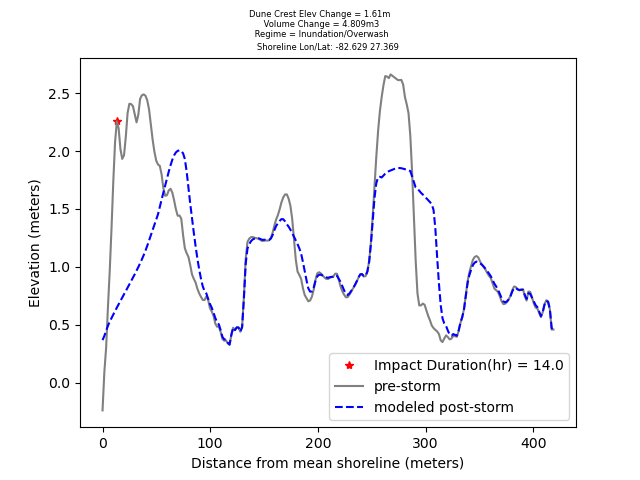 Dune Crest Elev Change = 1.61m
Volume Change = 4.809m3
Regime = Inundation/Overwash
Shoreline Lon/Lat: -82.629 27.369
2.5
2.0
1.5
1.0
0.5
0.0
Elevation (meters)
Impact Duration(hr) = 14.0
pre-storm
modeled post-storm
0 100 200 300 400
Distance from mean shoreline (meters)